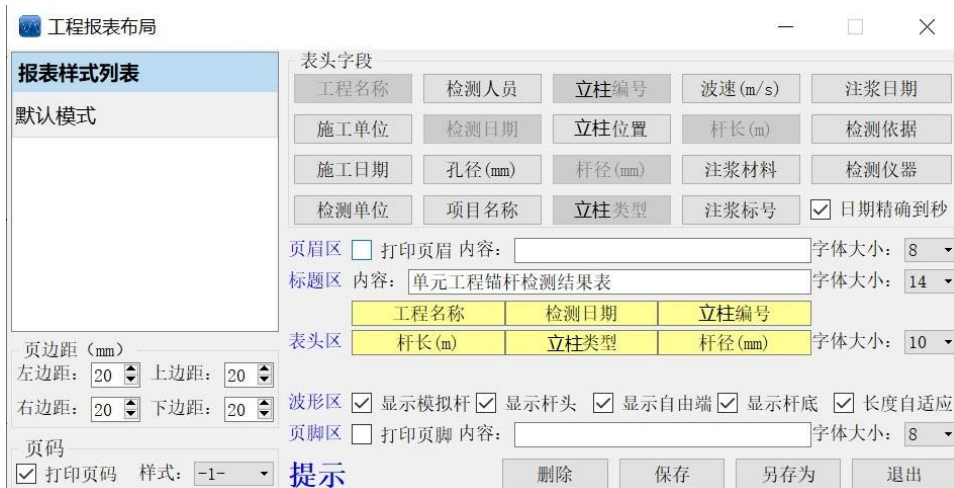 工程报表布局
报表样式列表
默认模式
表头字段
工程名称 检测人员 立柱编号 波速(m/s) 注浆日期
施工单位 检测日期 立柱位置 杆长(m) 检测依据
施工日期 孔径(mm) 杆径(mm) 注浆材料 检测仪器
检测单位 项目名称 立柱类型 注浆标号 日期精确到秒
页眉区 打印页眉 内容: 字体大小: 8
标题区 内容: 单元工程锚杆检测结果表 字体大小: 14
工程名称 检测日期 立柱编号
表头区 杆长(m) 立柱类型 杆径(mm) 字体大小: 10
页边距 (mm)
左边距: 20 上边距: 20
右边距: 20 下边距: 20
波形区 显示模拟杆 显示杆头 显示自由端 显示杆底 长度自适应
页脚区 打印页脚 内容: 字体大小: 8
页码
打印页码 样式: -1-
提示 删除 保存 另存为 退出